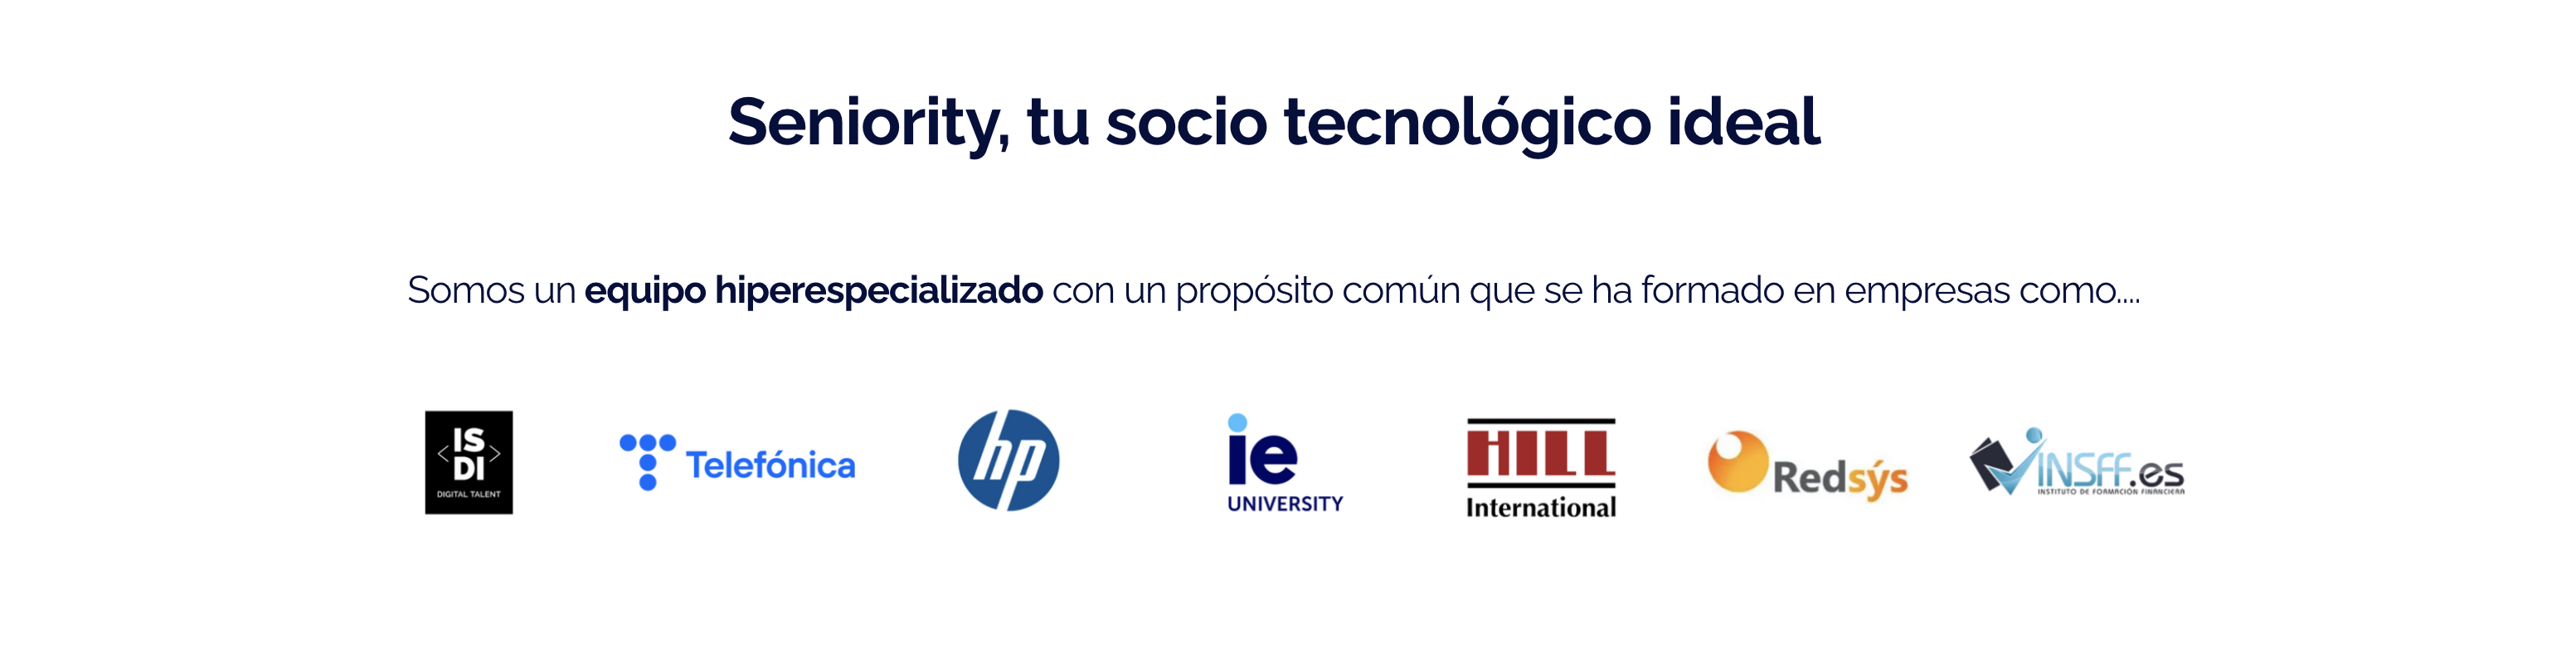 Seniority, tu socio tecnológico ideal
Somos un equipo hiperespecializado con un propósito común que se ha formado en empresas como....
<IS
DI>
DIGITAL TALENT
Telefónica
hp
ie
UNIVERSITY
HILL
International
Redsýs
INSFF.es
INSTITUTO DE FORMACIÓN FINANCIERA